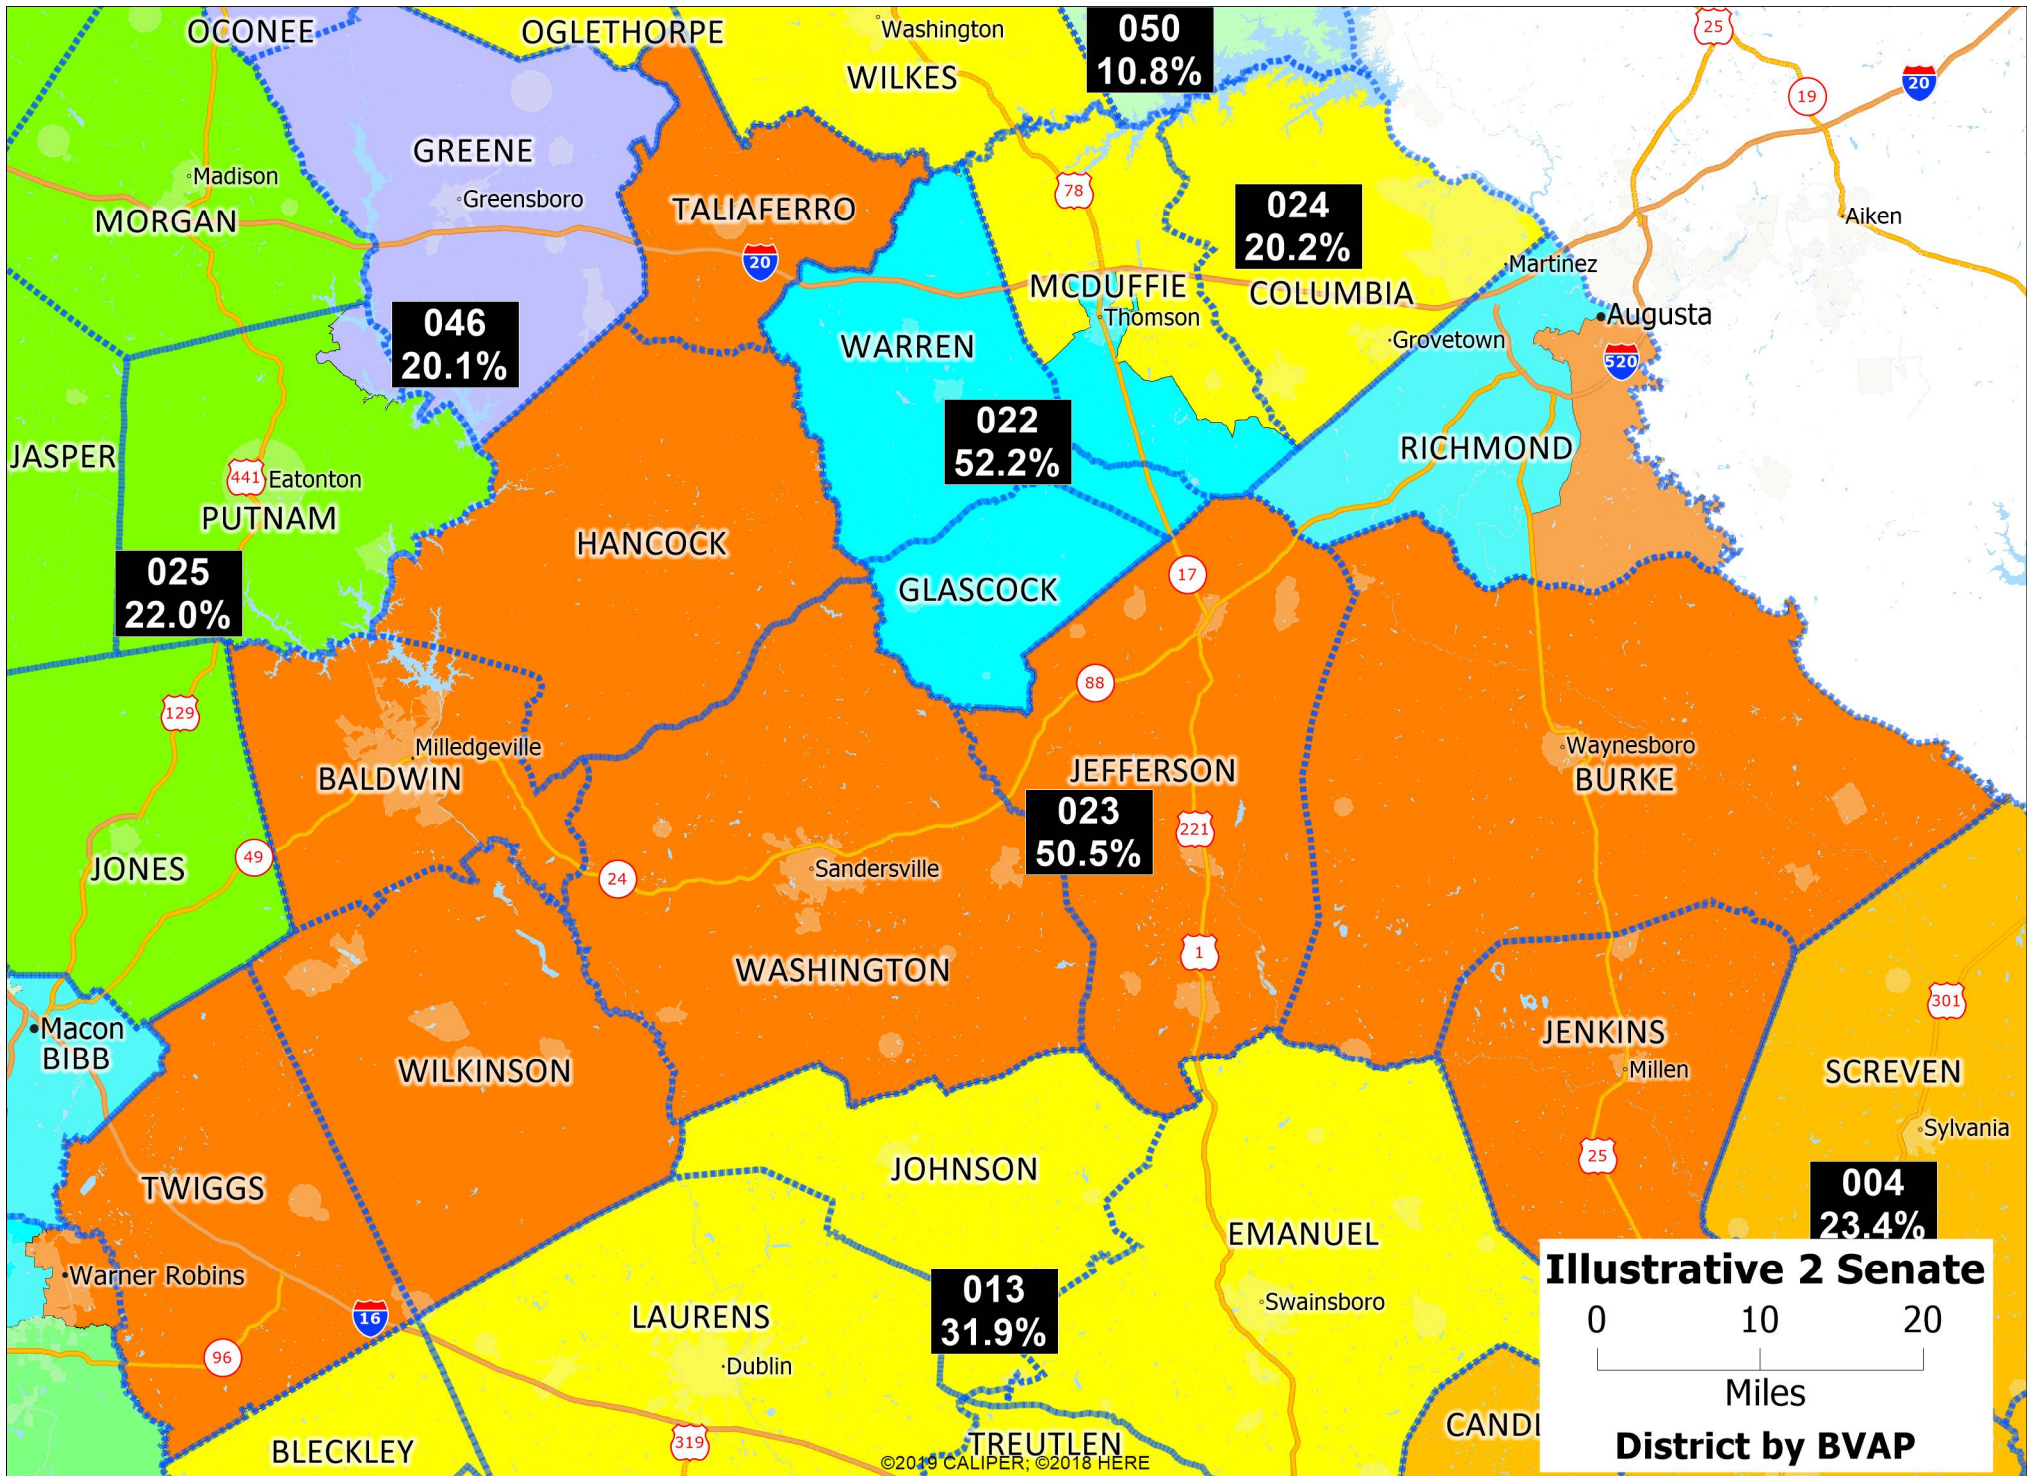 OCONEE
OGLETHORPE
Washington
050
10.8%
25
WILKES
20
19
GREENE
Madison
Greensboro
78
MORGAN
TALIAFERRO
024
20.2%
Aiken
20
Martinez
MCDUFFIE
COLUMBIA
046
20.1%
Thomson
Augusta
WARREN
Grovetown
520
022
52.2%
JASPER
RICHMOND
441
Eatonton
PUTNAM
HANCOCK
025
22.0%
GLASCOCK
17
88
129
Milledgeville
BALDWIN
Waynesboro
JEFFERSON
BURKE
023
50.5%
221
49
JONES
24
Sandersville
1
WASHINGTON
301
Macon
BIBB
JENKINS
WILKINSON
Millen
SCREVEN
Sylvania
JOHNSON
25
TWIGGS
004
23.4%
EMANUEL
Warner Robins
013
31.9%
Swainsboro
LAURENS
16
96
Dublin
319
BLECKLEY
TREUTLEN
CANDL
©2019 CALIPER; ©2018 HERE
Illustrative 2 Senate
0 10 20
Miles
District by BVAP